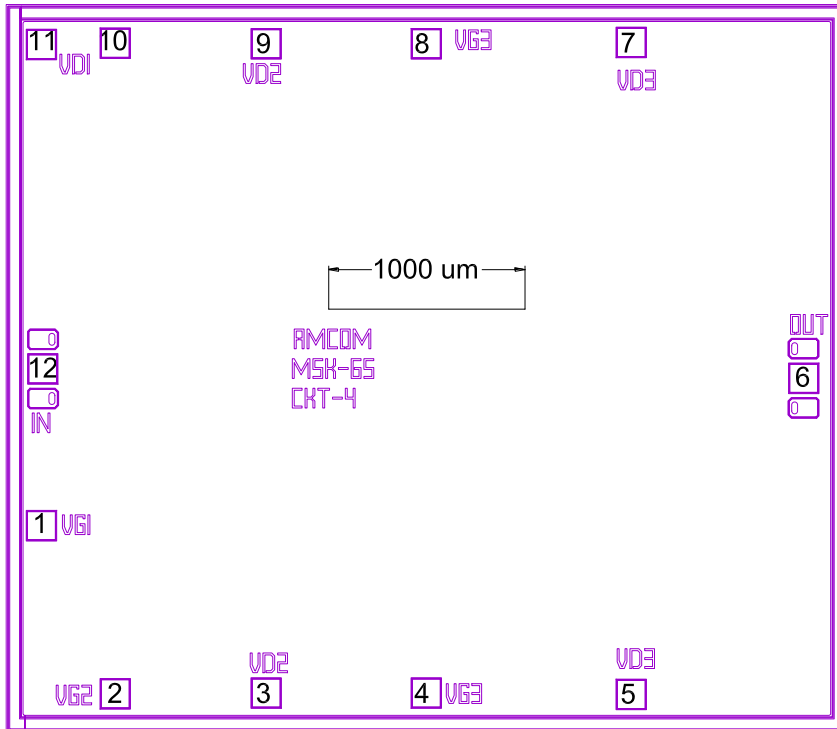 11
10
9
8 VG3
7
VD1
VD2
VD3
1000 um
OUT
AMCOM
12
MSK-65
6
CKT-4
IN
1 VG1
VD2
VD3
VG2 2
3
4 VG3
5